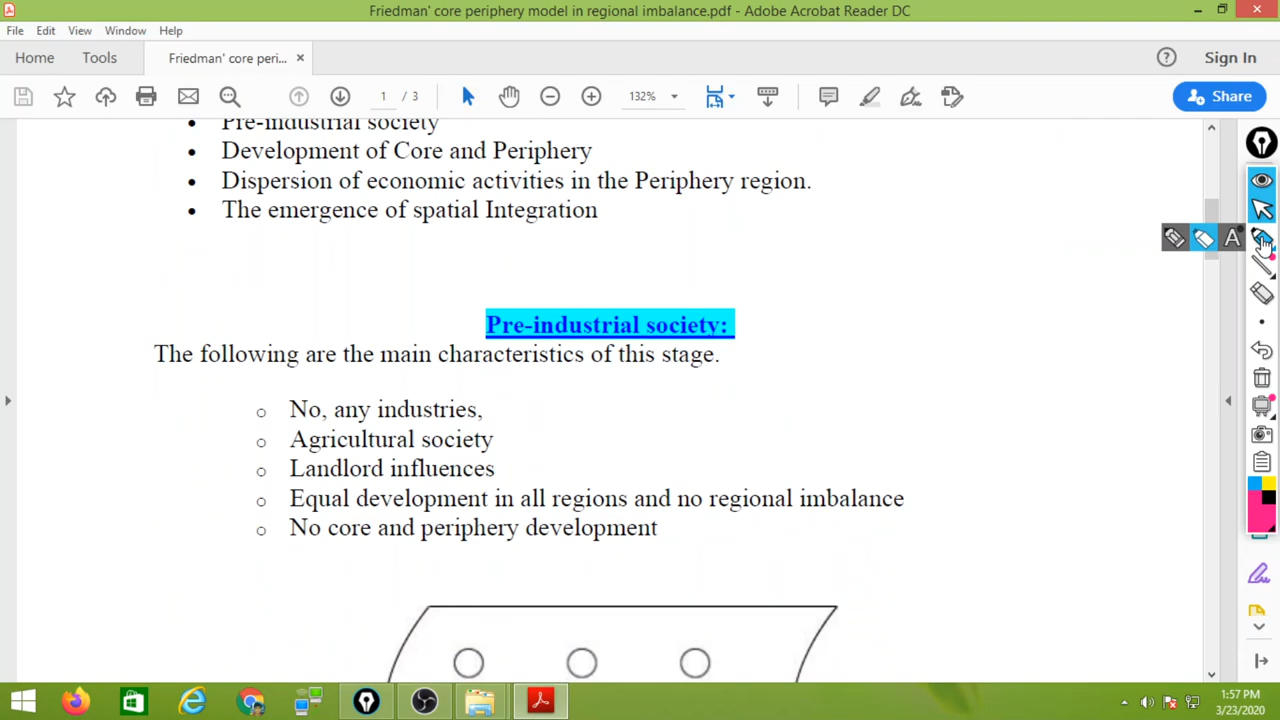 Friedman' core periphery model in regional imbalance.pdf - Adobe Acrobat Reader DC
File Edit View Window Help
Home Tools Friedman' core peri... × Sign In
1 / 3 132% Share
Pre-industrial society
Development of Core and Periphery
Dispersion of economic activities in the Periphery region.
The emergence of spatial Integration
A
Pre-industrial society:
The following are the main characteristics of this stage.
No, any industries,
Agricultural society
Landlord influences
Equal development in all regions and no regional imbalance
No core and periphery development
1:57 PM
3/23/2020